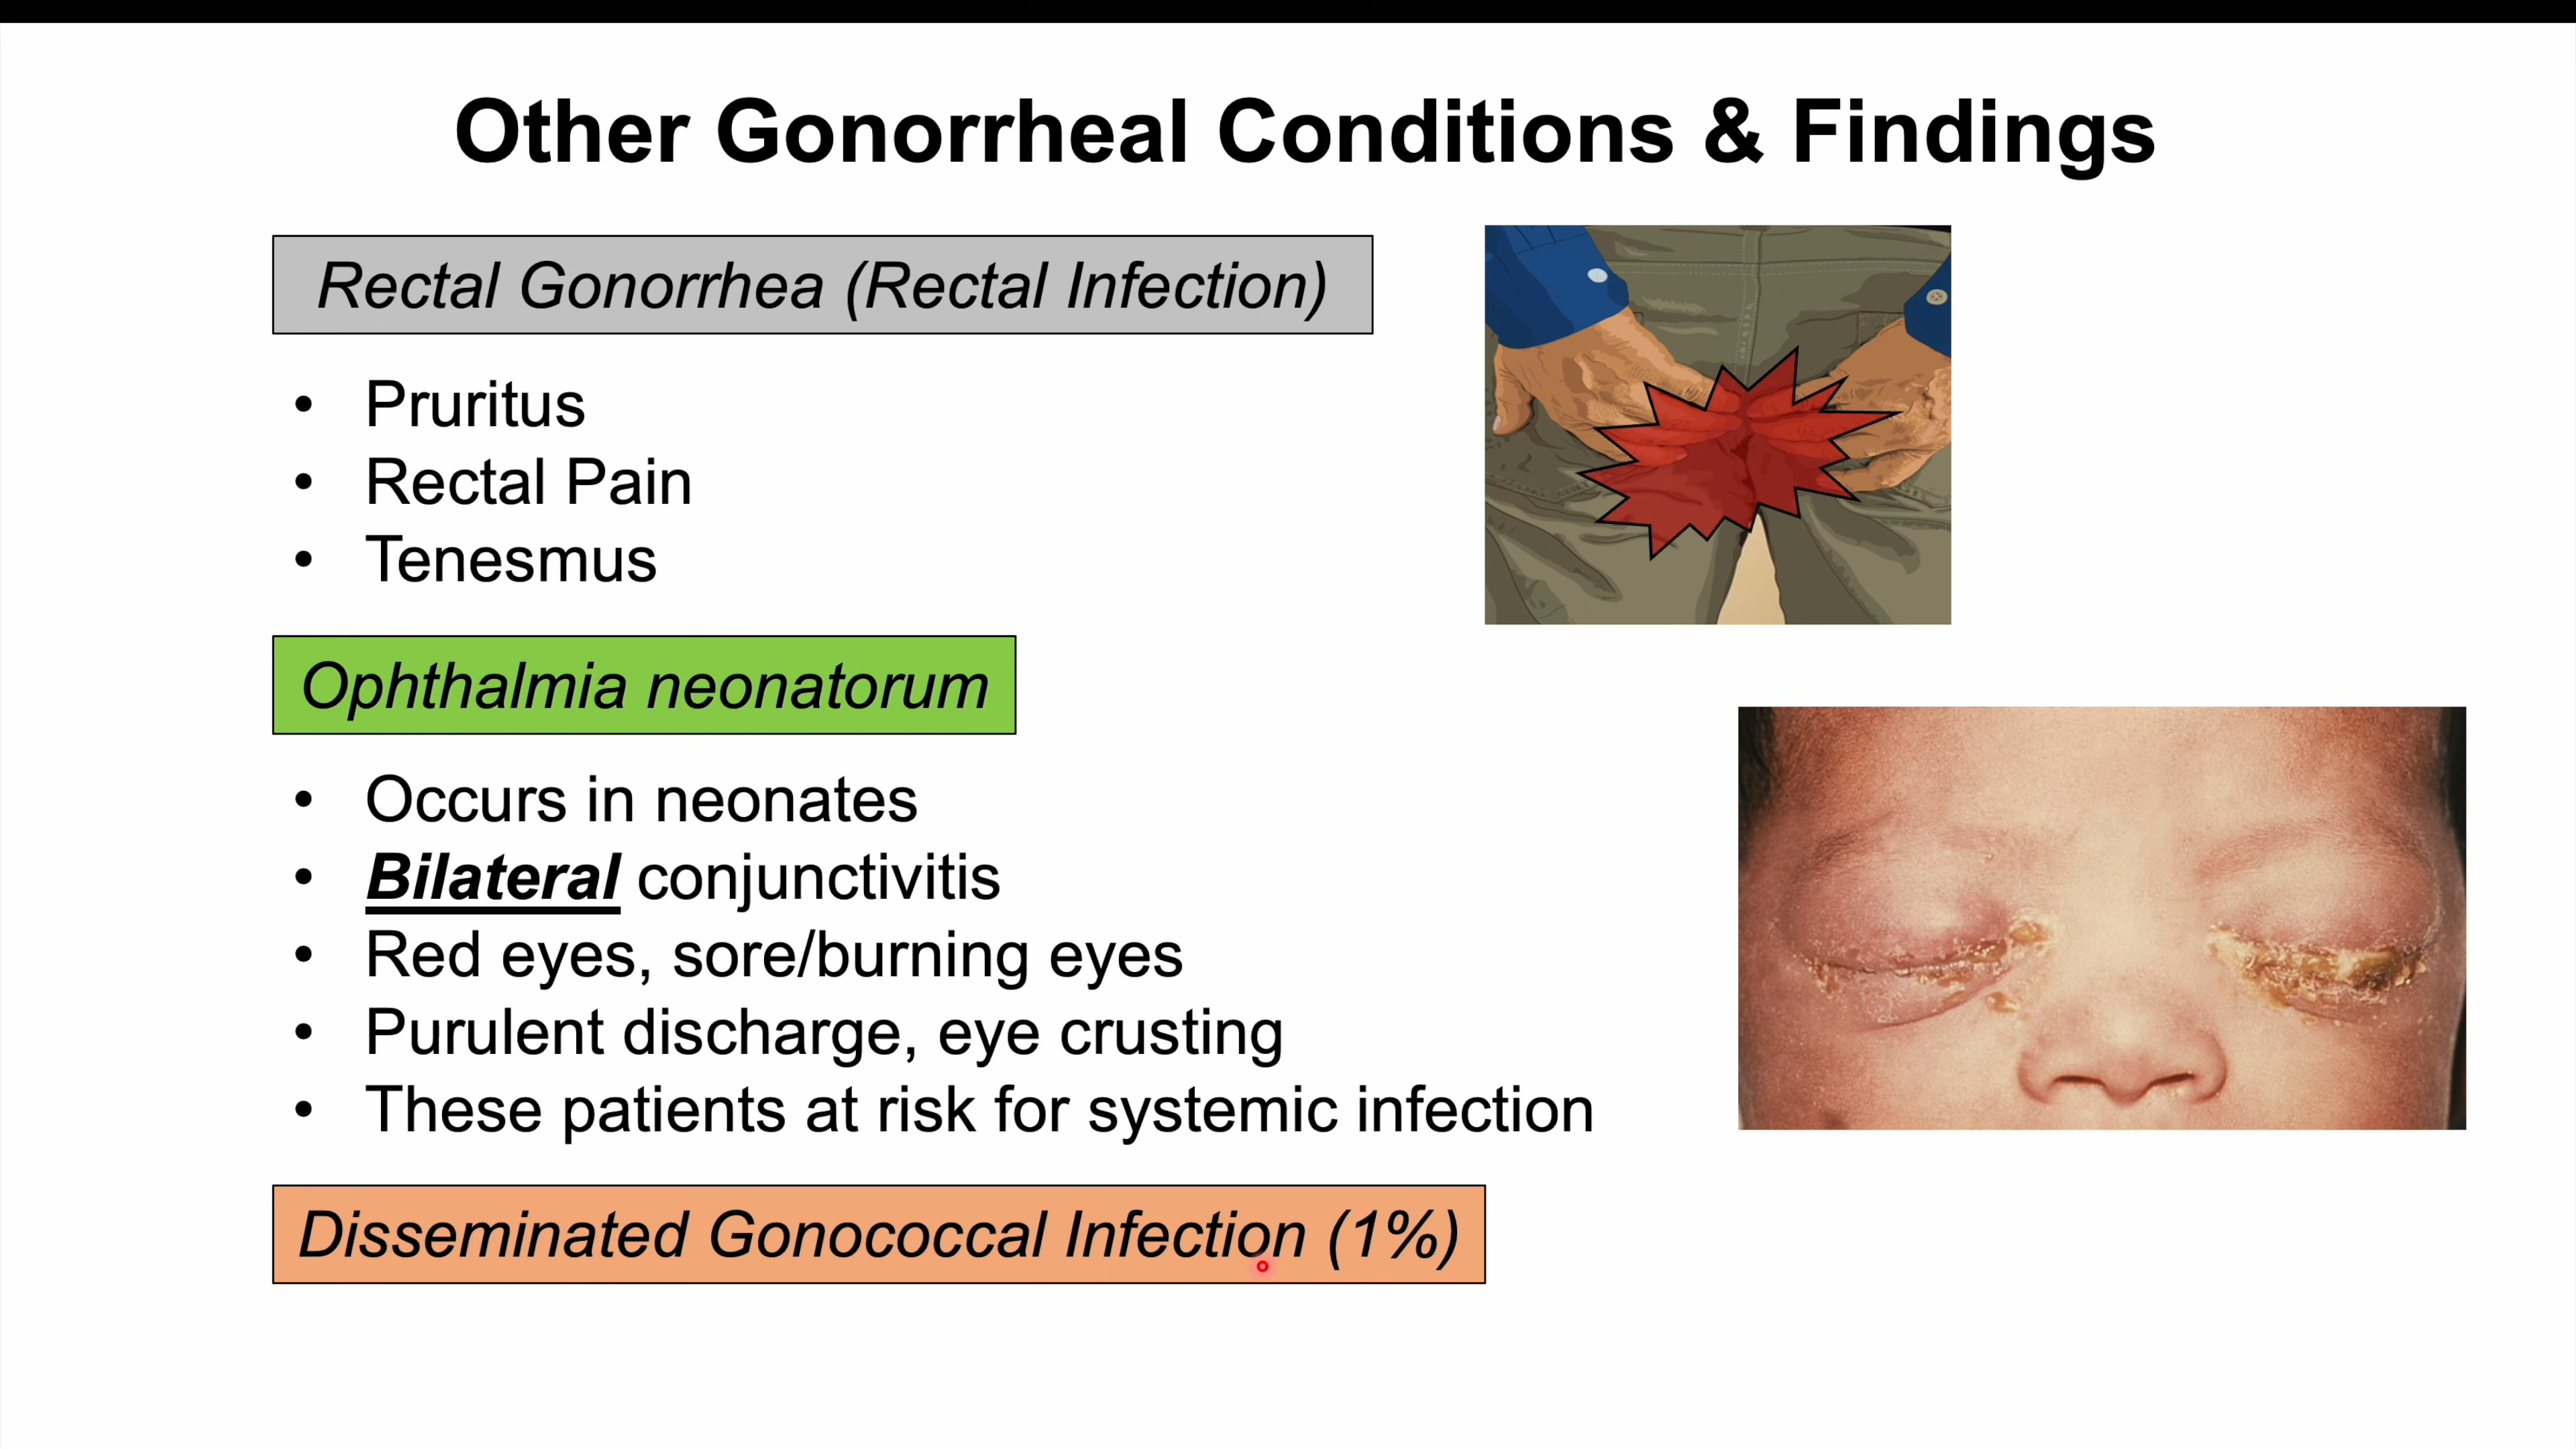 Other Gonorrheal Conditions & Findings
Rectal Gonorrhea (Rectal Infection)
• Pruritus
• Rectal Pain
• Tenesmus
Ophthalmia neonatorum
• Occurs in neonates
• Bilateral conjunctivitis
• Red eyes, sore/burning eyes
• Purulent discharge, eye crusting
• These patients at risk for systemic infection
Disseminated Gonococcal Infection (1%)